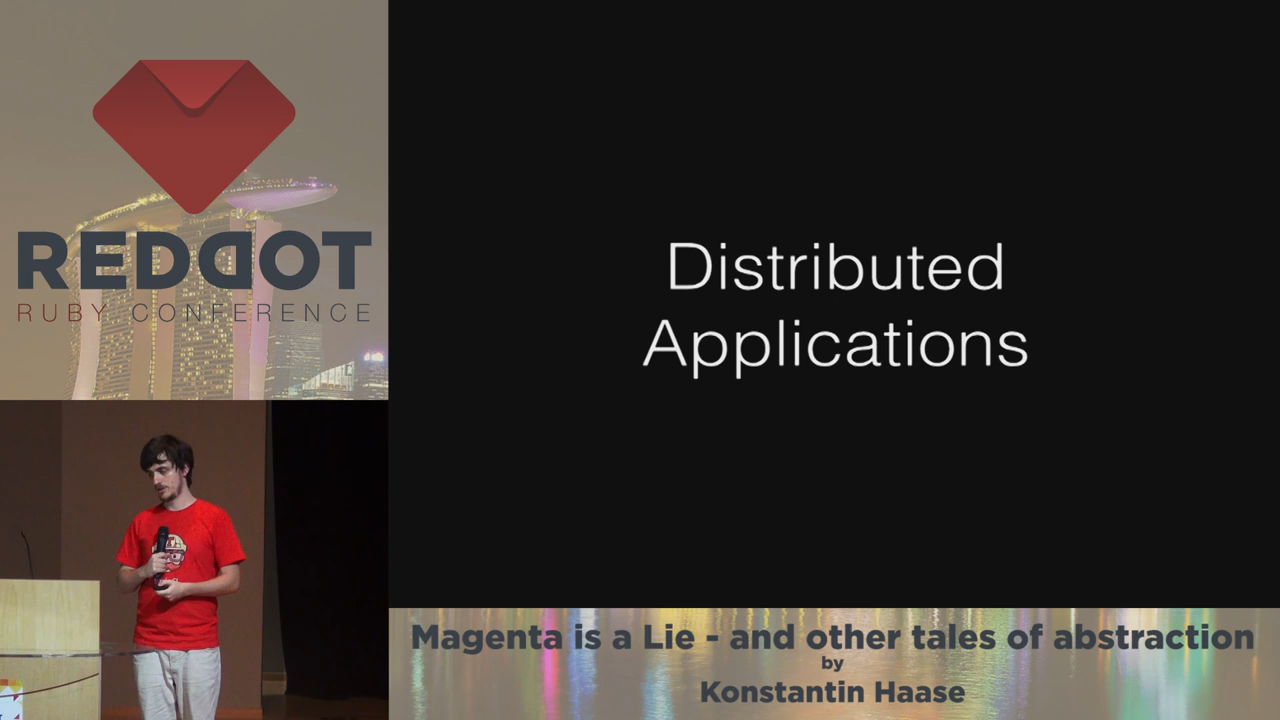 REDDOT
RUBY CONFERENCE
Distributed
Applications
Magenta is a Lie - and other tales of abstraction
by
Konstantin Haase